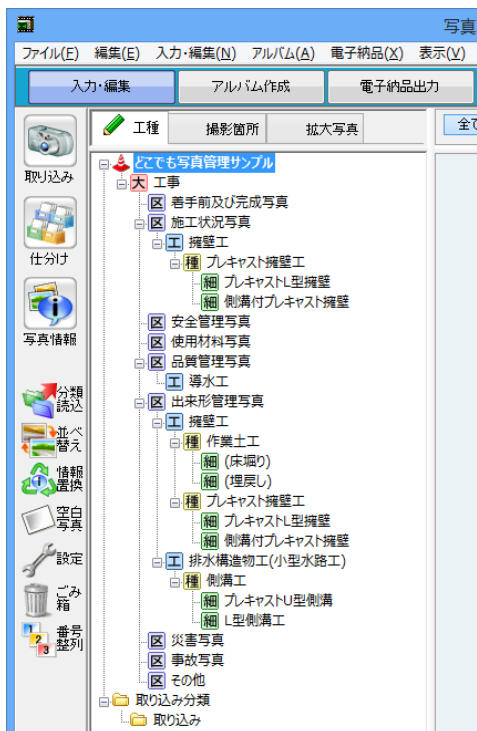 写真
ファイル(F) 編集(E) 入力・編集(N) アルバム(A) 電子納品(X) 表示(V)
入力・編集 アルバム作成 電子納品出力
工種 撮影箇所 拡大写真 全て
取り込み
仕分け
写真情報
分類
読込
並べ
替え
情報
置換
空白
写真
設定
ごみ
箱
1 2 3 番号
整列
どこでも写真管理サンプル
大 工事
区 着手前及び完成写真
区 施工状況写真
工 擁壁工
種 プレキャスト擁壁工
細 プレキャストL型擁壁
細 側溝付プレキャスト擁壁
区 安全管理写真
区 使用材料写真
区 品質管理写真
工 導水工
区 出来形管理写真
工 擁壁工
種 作業土工
細 (床堀り)
細 (埋戻し)
種 プレキャスト擁壁工
細 プレキャストL型擁壁
細 側溝付プレキャスト擁壁
工 排水構造物工(小型水路工)
種 側溝工
細 プレキャストU型側溝
細 L型側溝工
区 災害写真
区 事故写真
区 その他
取り込み分類
取り込み